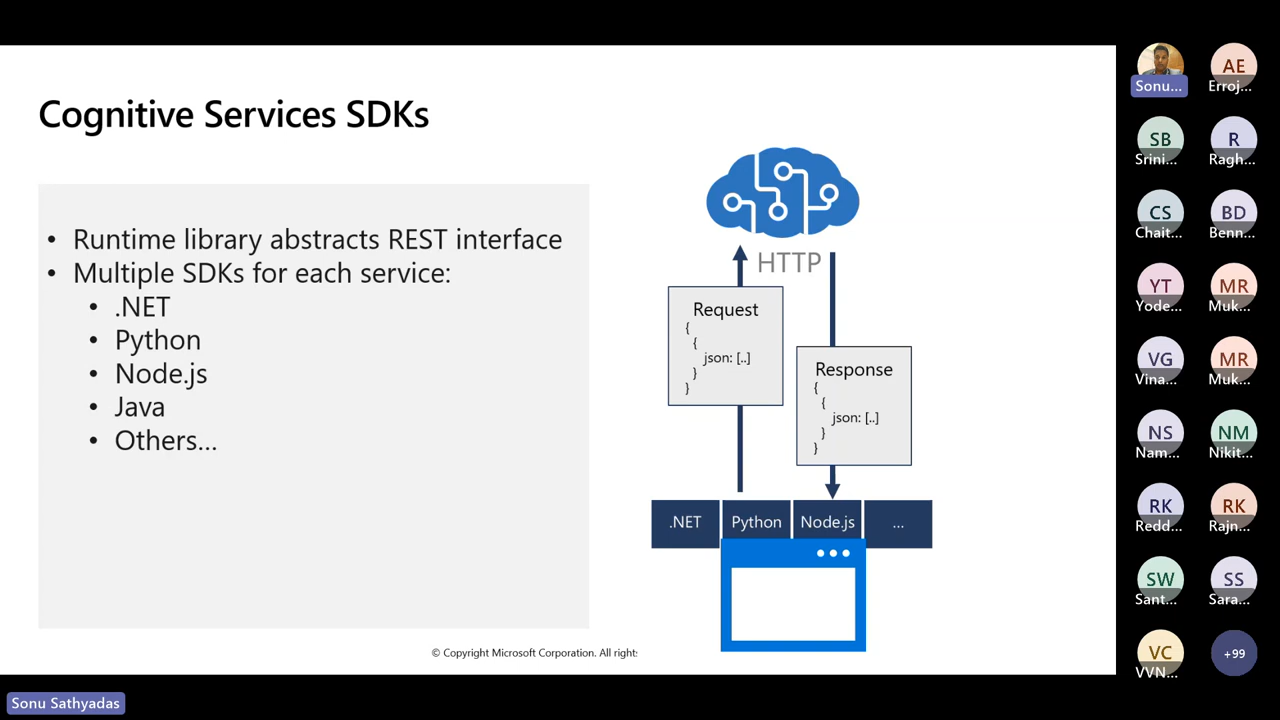 Cognitive Services SDKs
• Runtime library abstracts REST interface
• Multiple SDKs for each service:
• .NET
• Python
• Node.js
• Java
• Others...
HTTP
Request
{
{
json: [..]
}
}
Response
{
{
json: [..]
}
}
.NET
Python
Node.js
...
© Copyright Microsoft Corporation. All right:
Sonu Sathyadas
Sonu...
AE
Erroj...
SB
Srini...
R
Ragh...
CS
Chait...
BD
Benn...
YT
Yode...
MR
Muk...
VG
Vina...
MR
Muk...
NS
Nam...
NM
Nikit...
RK
Redd...
RK
Rajn...
SW
Sant...
SS
Sara...
VC
VVN...
+99